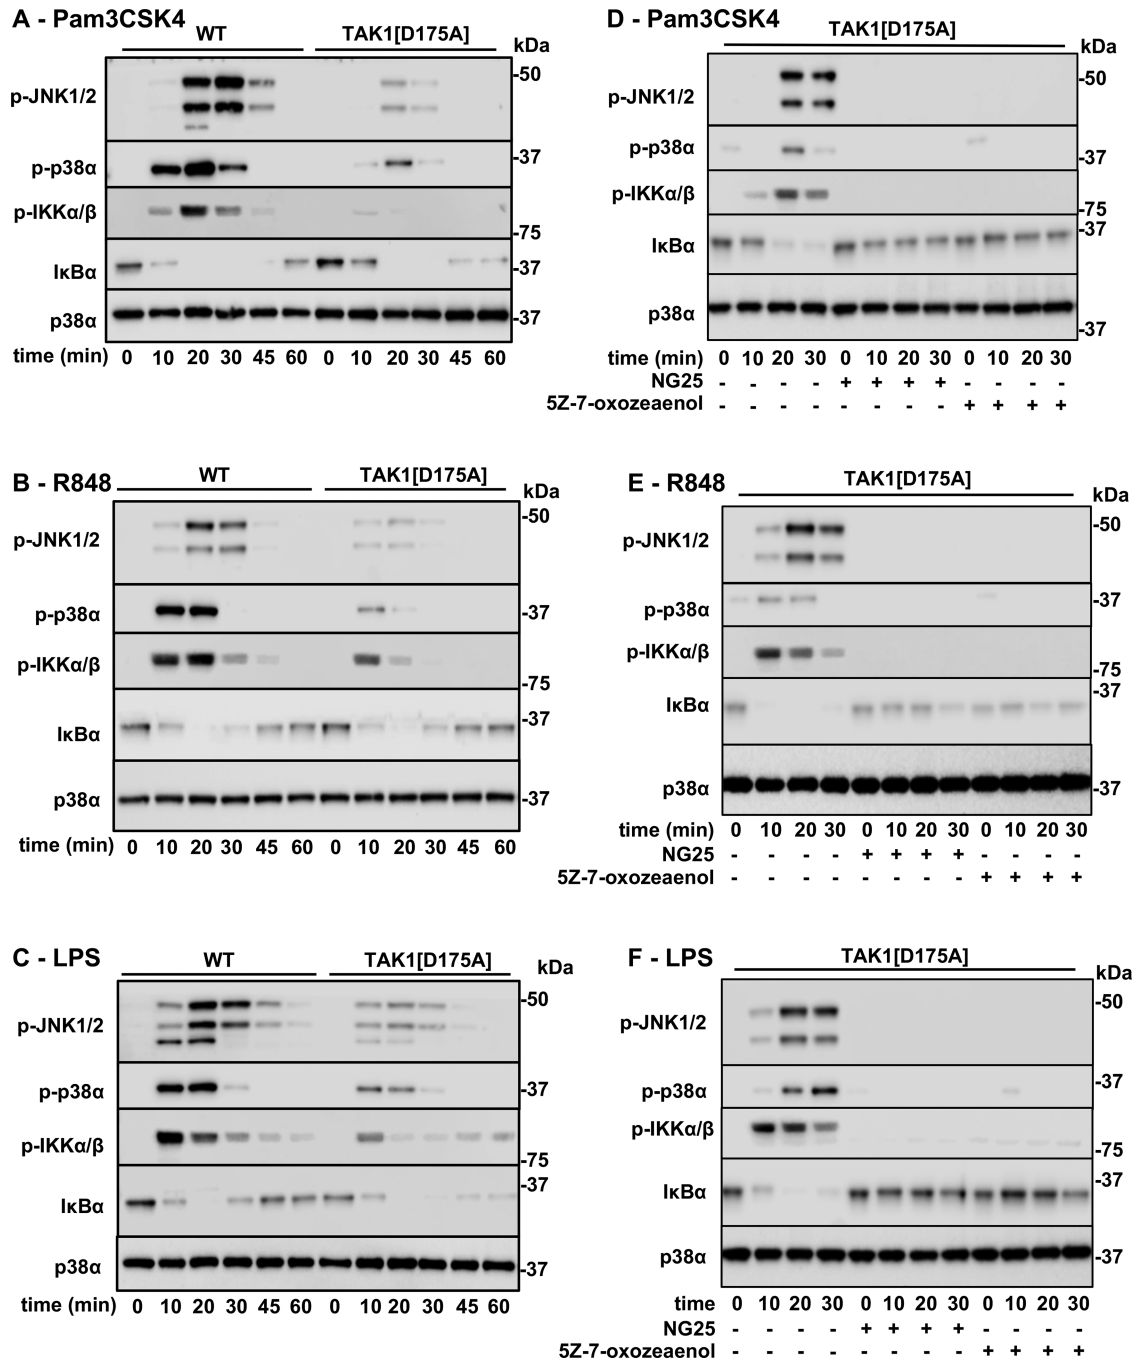 A - Pam3CSK4
WT TAK1[D175A]
kDa
p-JNK1/2 -50
p-p38α -37
p-IKKα/β -75
IκBα -37
p38α -37
time (min) 0 10 20 30 45 60 0 10 20 30 45 60
D - Pam3CSK4
TAK1[D175A]
kDa
p-JNK1/2 -50
p-p38α -37
p-IKKα/β -75
IκBα -37
p38α -37
time (min) 0 10 20 30 0 10 20 30 0 10 20 30
NG25 - - - - + + + + - - - -
5Z-7-oxozeaenol - - - - - - - - + + + +
B - R848
WT TAK1[D175A]
kDa
p-JNK1/2 -50
p-p38α -37
p-IKKα/β -75
IκBα -37
p38α -37
time (min) 0 10 20 30 45 60 0 10 20 30 45 60
E - R848
TAK1[D175A]
kDa
p-JNK1/2 -50
p-p38α -37
p-IKKα/β -75
IκBα -37
p38α -37
time (min) 0 10 20 30 0 10 20 30 0 10 20 30
NG25 - - - - + + + + - - - -
5Z-7-oxozeaenol - - - - - - - - + + + +
C - LPS
WT TAK1[D175A]
kDa
p-JNK1/2 -50
p-p38α -37
p-IKKα/β -75
IκBα -37
p38α -37
time (min) 0 10 20 30 45 60 0 10 20 30 45 60
F - LPS
TAK1[D175A]
kDa
p-JNK1/2 -50
p-p38α -37
p-IKKα/β -75
IκBα -37
p38α -37
time 0 10 20 30 0 10 20 30 0 10 20 30
NG25 - - - - + + + + - - - -
5Z-7-oxozeaenol - - - - - - - - + + + +